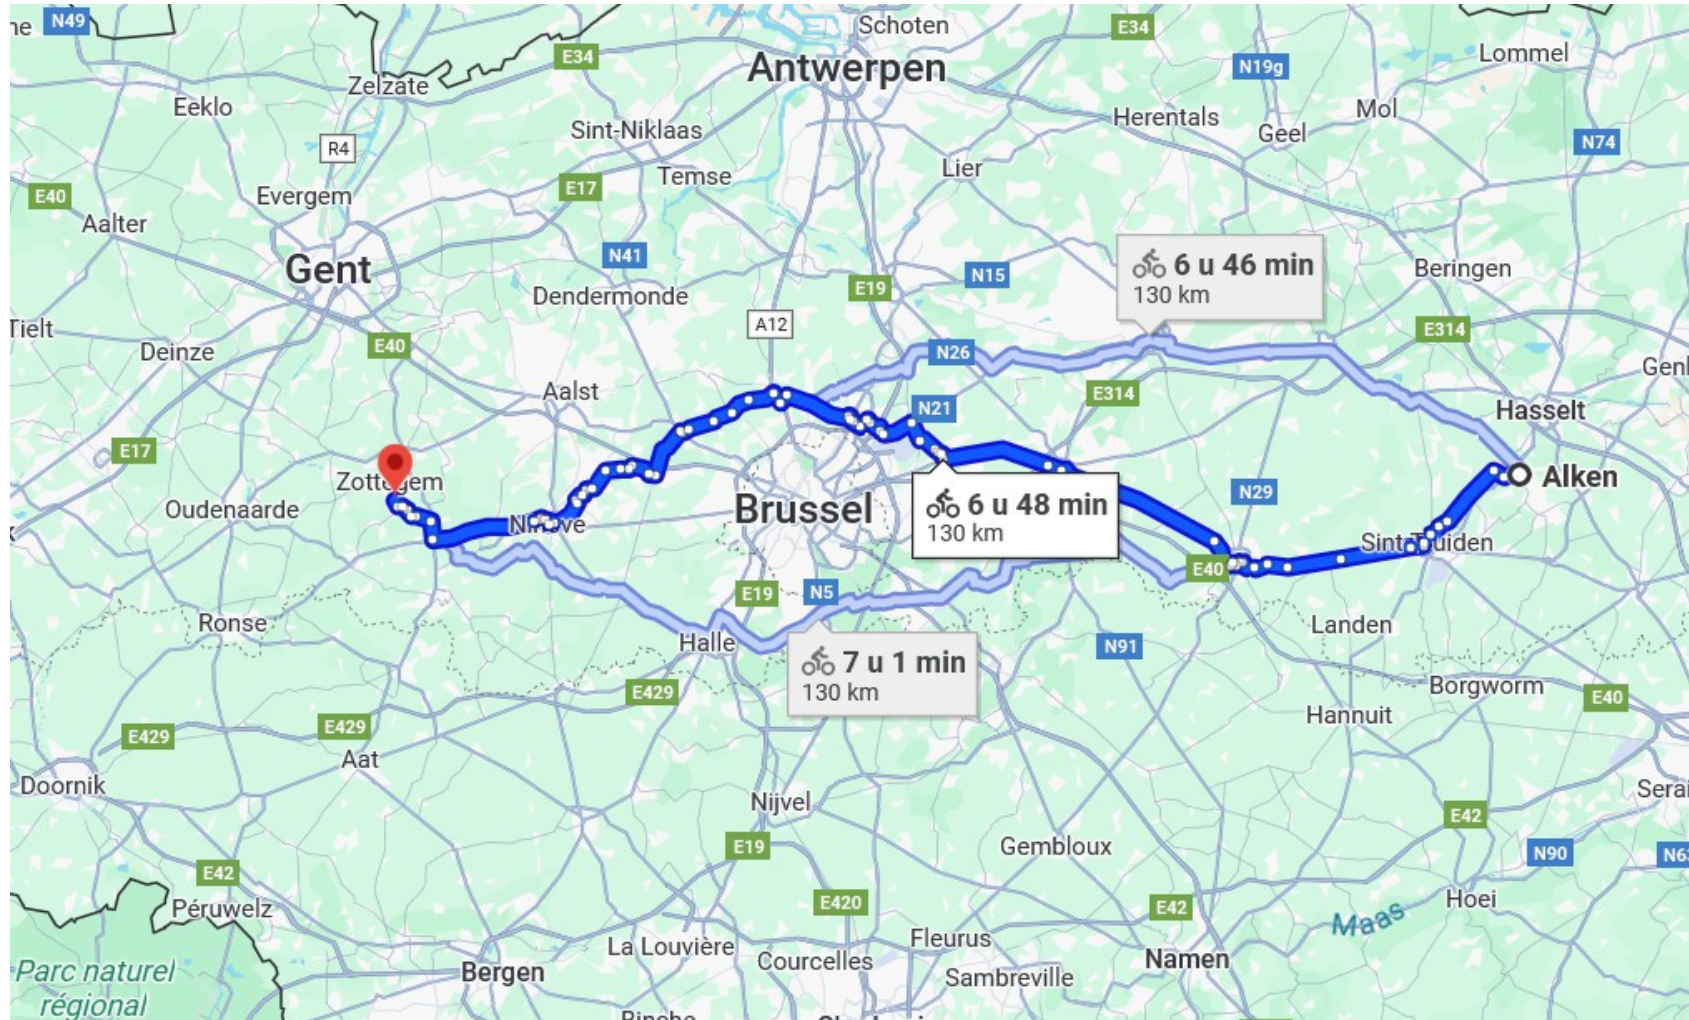 N49
Schoten
E34
E34
Lommel
Antwerpen
N19g
Zelzate
Eeklo
Herentals
Mol
Sint-Niklaas
Geel
R4
N74
Lier
Temse
E17
E40
Evergem
Aalter
N41
Gent
N15
6 u 46 min
130 km
Beringen
E19
Dendermonde
A12
E314
Tielt
Deinze
E40
N26
Aalst
E314
N21
Hasselt
E17
Zottegem
Alken
Oudenaarde
Brussel
6 u 48 min
130 km
N29
Ninove
Sint-Truiden
E40
E19
N5
Ronse
Halle
Landen
N91
7 u 1 min
130 km
E429
Borgworm
E40
Hannuit
E429
E429
Aat
Doornik
Nijvel
E42
E19
Gembloux
N90
E42
Péruwelz
E420
E42
Hoei
Maas
La Louvière
Fleurus
Courcelles
Namen
Bergen
Sambreville
Parc naturel
régional